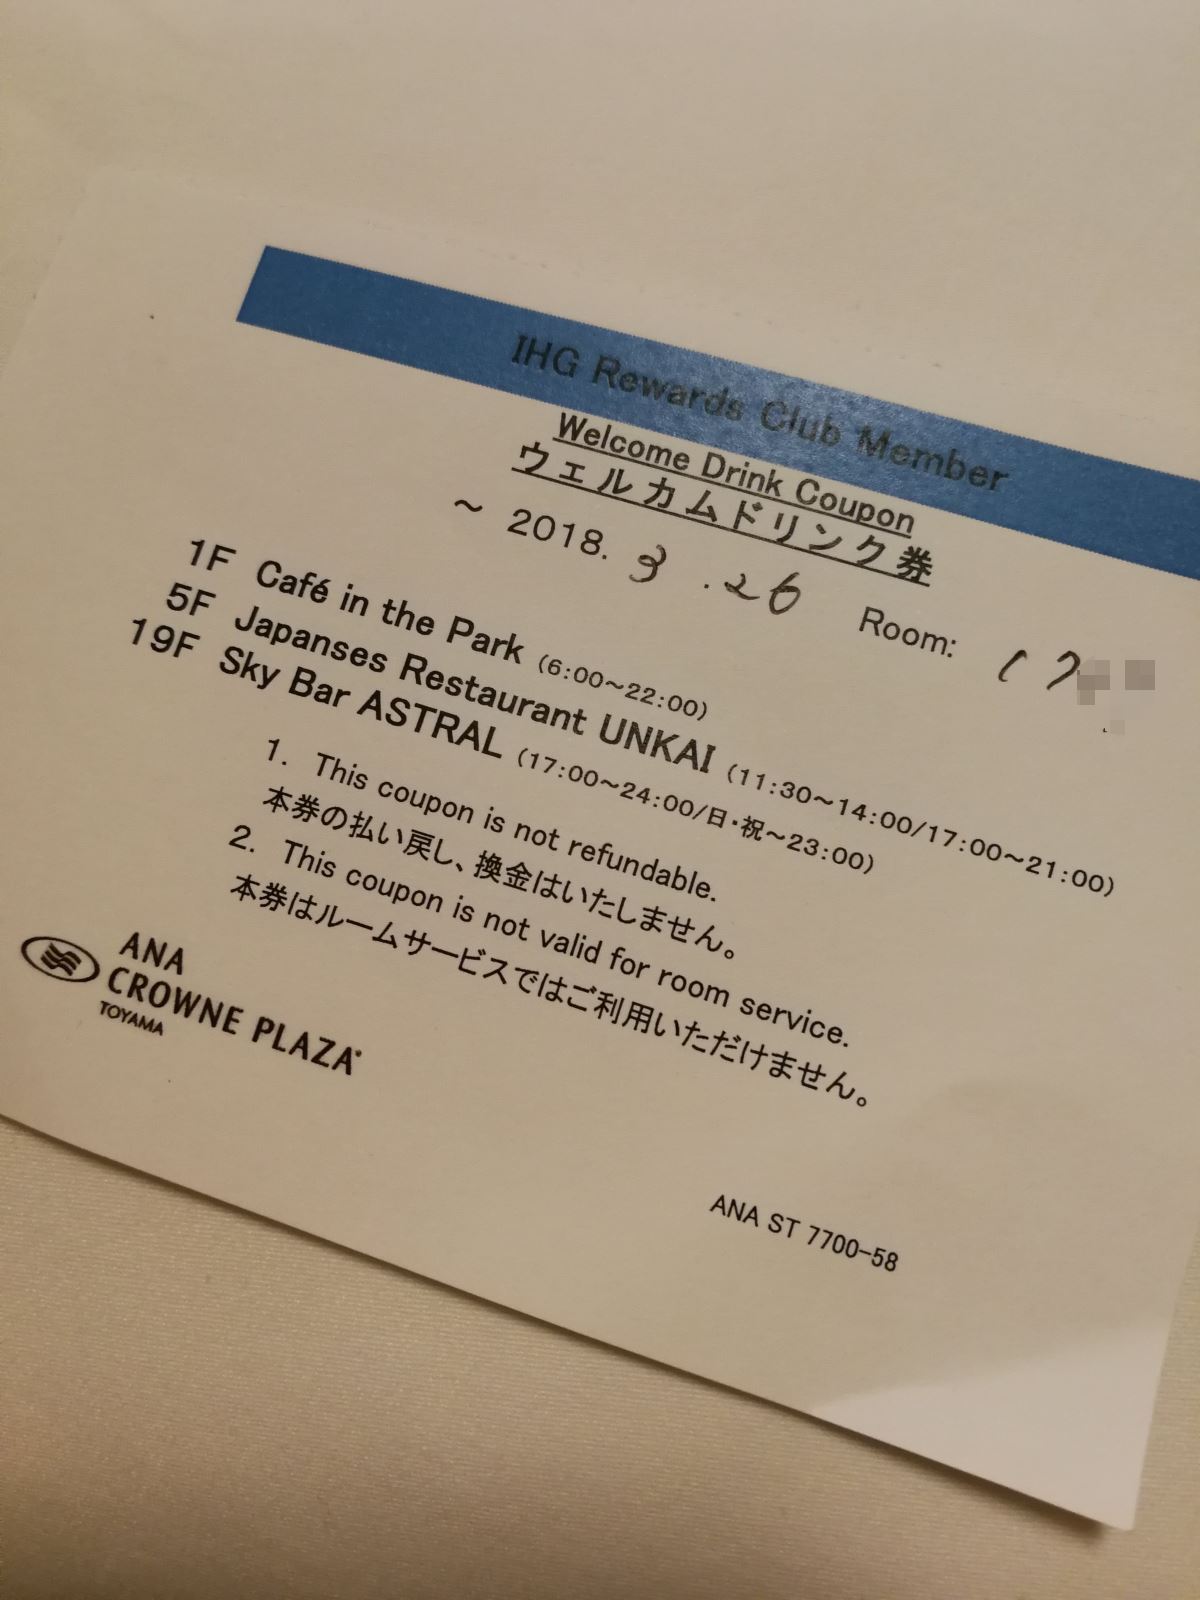 IHG Rewards Club Member
Welcome Drink Coupon
ウェルカムドリンク券
～ 2018. 3 .26 Room: 17
1F Café in the Park (6:00～22:00)
5F Japanses Restaurant UNKAI (11:30～14:00/17:00～21:00)
19F Sky Bar ASTRAL (17:00～24:00/日・祝～23:00)
1. This coupon is not refundable.
本券の払い戻し、換金はいたしません。
2. This coupon is not valid for room service.
本券はルームサービスではご利用いただけません。
ANA
CROWNE PLAZA
TOYAMA
ANA ST 7700-58